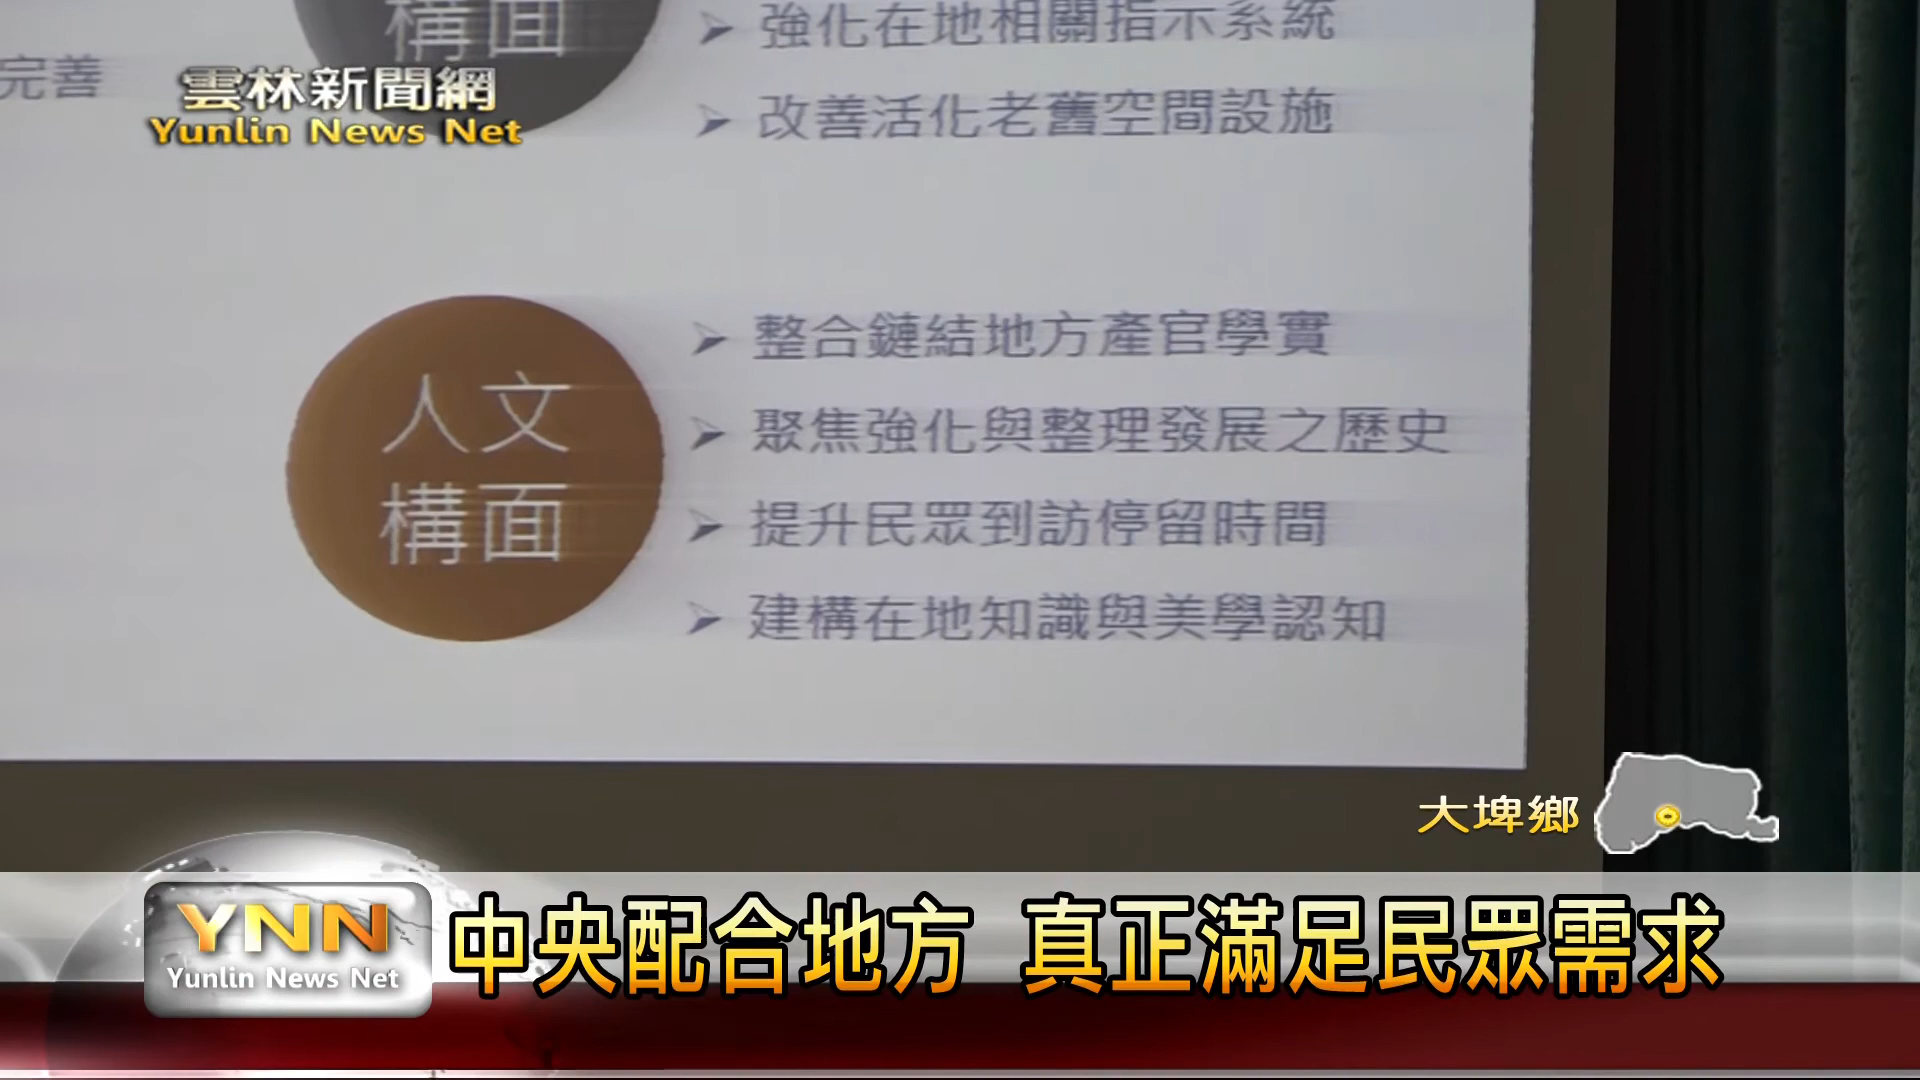 構面
強化在地相關指示系統
完善
雲林新聞網
Yunlin News Net
改善活化老舊空間設施
人文
構面
整合鏈結地方產官學實
聚焦強化與整理發展之歷史
提升民眾到訪停留時間
建構在地知識與美學認知
大埤鄉
YNN
Yunlin News Net
中央配合地方 真正滿足民眾需求